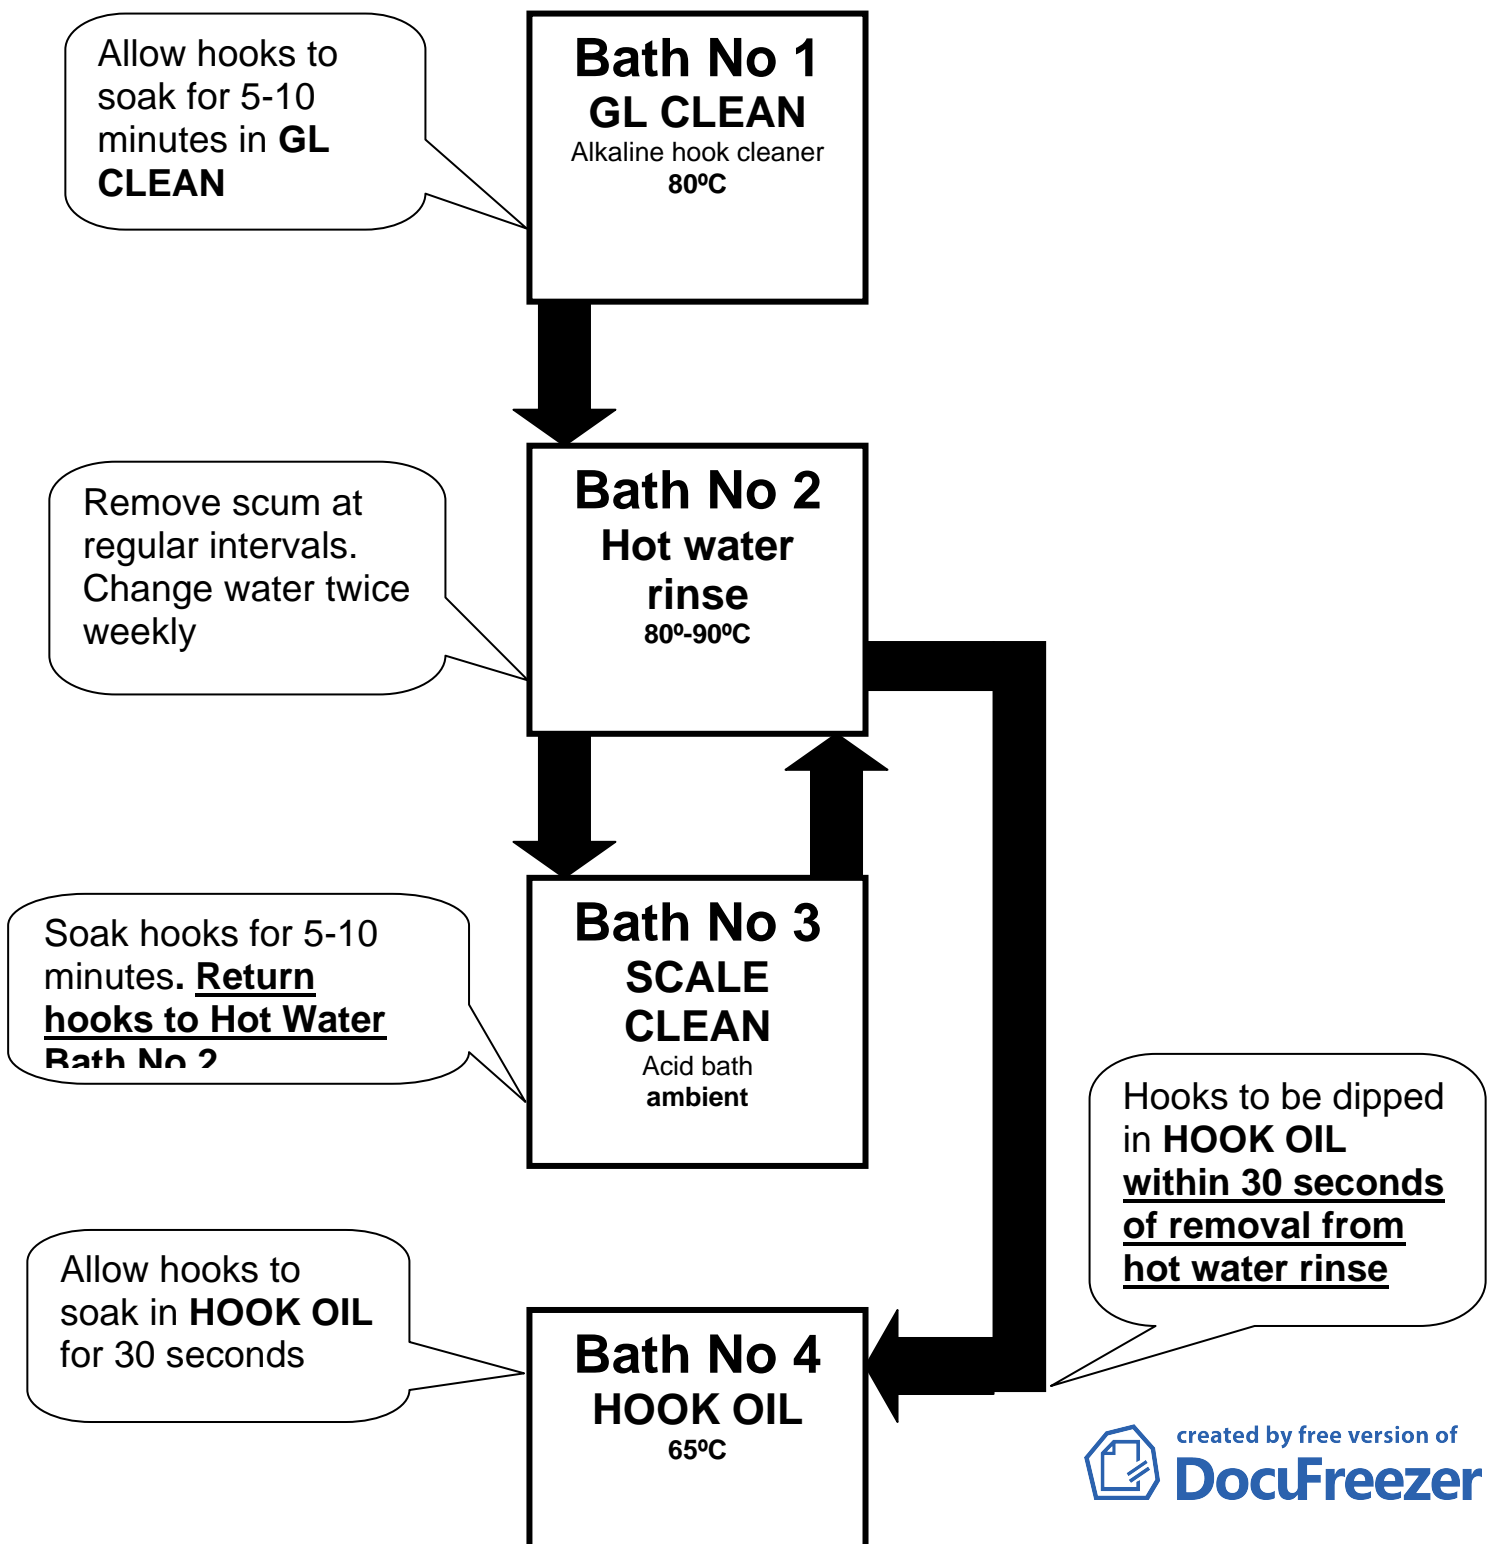 Allow hooks to
soak for 5-10
minutes in GL
CLEAN
Bath No 1
GL CLEAN
Alkaline hook cleaner
80ºC
Remove scum at
regular intervals.
Change water twice
weekly
Bath No 2
Hot water
rinse
80º-90ºC
Soak hooks for 5-10
minutes. Return
hooks to Hot Water
Bath No 2
Bath No 3
SCALE
CLEAN
Acid bath
ambient
Hooks to be dipped
in HOOK OIL
within 30 seconds
of removal from
hot water rinse
Allow hooks to
soak in HOOK OIL
for 30 seconds
Bath No 4
HOOK OIL
65ºC
created by free version of
DocuFreezer